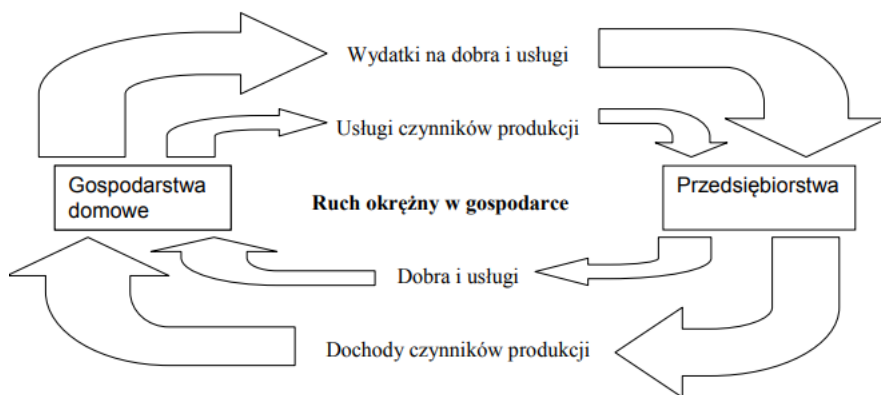 Wydatki na dobra i usługi
Usługi czynników produkcji
Gospodarstwa
domowe
Ruch okrężny w gospodarce
Przedsiębiorstwa
Dobra i usługi
Dochody czynników produkcji